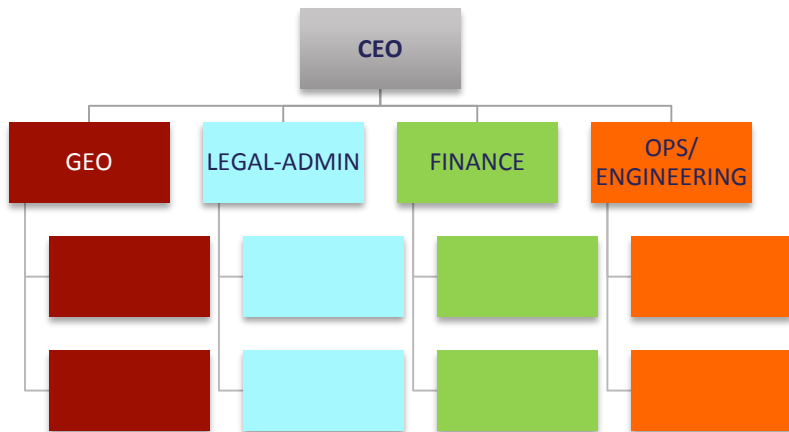 CEO
GEO
LEGAL-ADMIN
FINANCE
OPS/
ENGINEERING